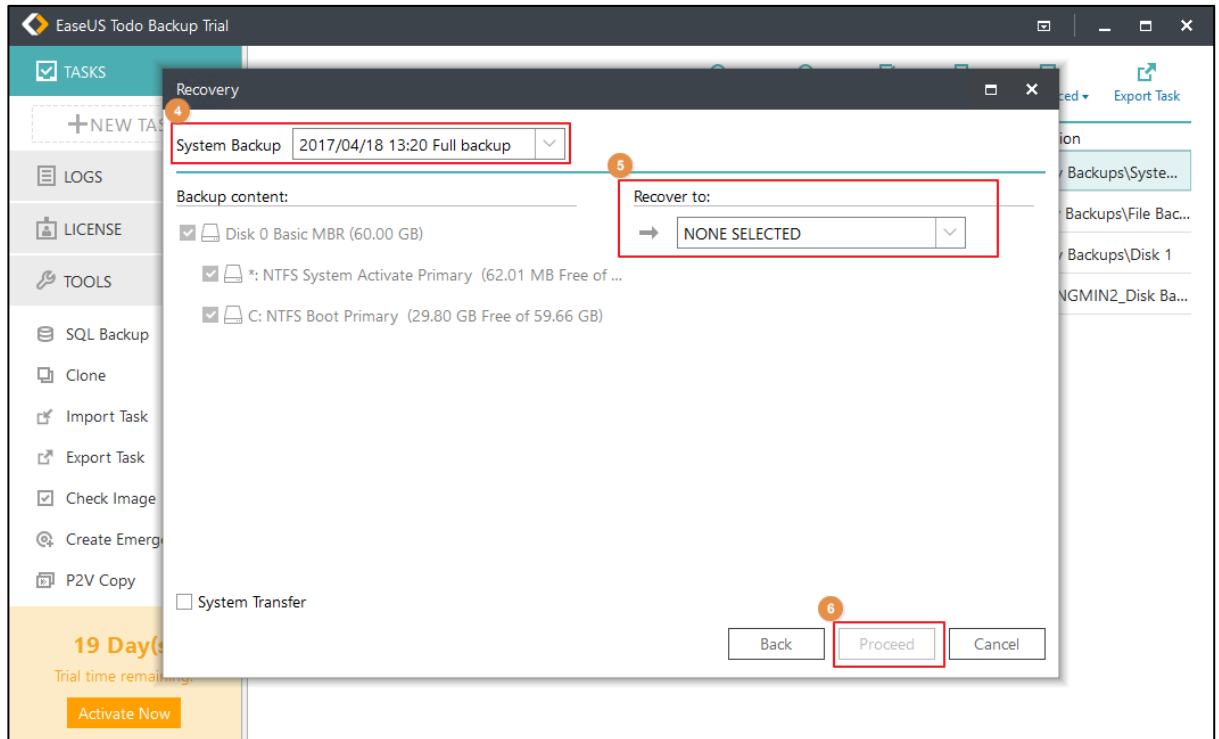 EaseUS Todo Backup Trial
TASKS
NEW TAS
LOGS
LICENSE
TOOLS
SQL Backup
Clone
Import Task
Export Task
Check Image
Create Emerge
P2V Copy
19 Day(s
Trial time remaining:
Activate Now
ced
Export Task
ion
y Backups\Syste...
Backups\File Bac...
y Backups\Disk 1
NGMIN2_Disk Ba...
Recovery
4
System Backup 2017/04/18 13:20 Full backup
5
Backup content:
Recover to:
Disk 0 Basic MBR (60.00 GB)
NONE SELECTED
*: NTFS System Activate Primary (62.01 MB Free of ...
C: NTFS Boot Primary (29.80 GB Free of 59.66 GB)
System Transfer
6
Back
Proceed
Cancel